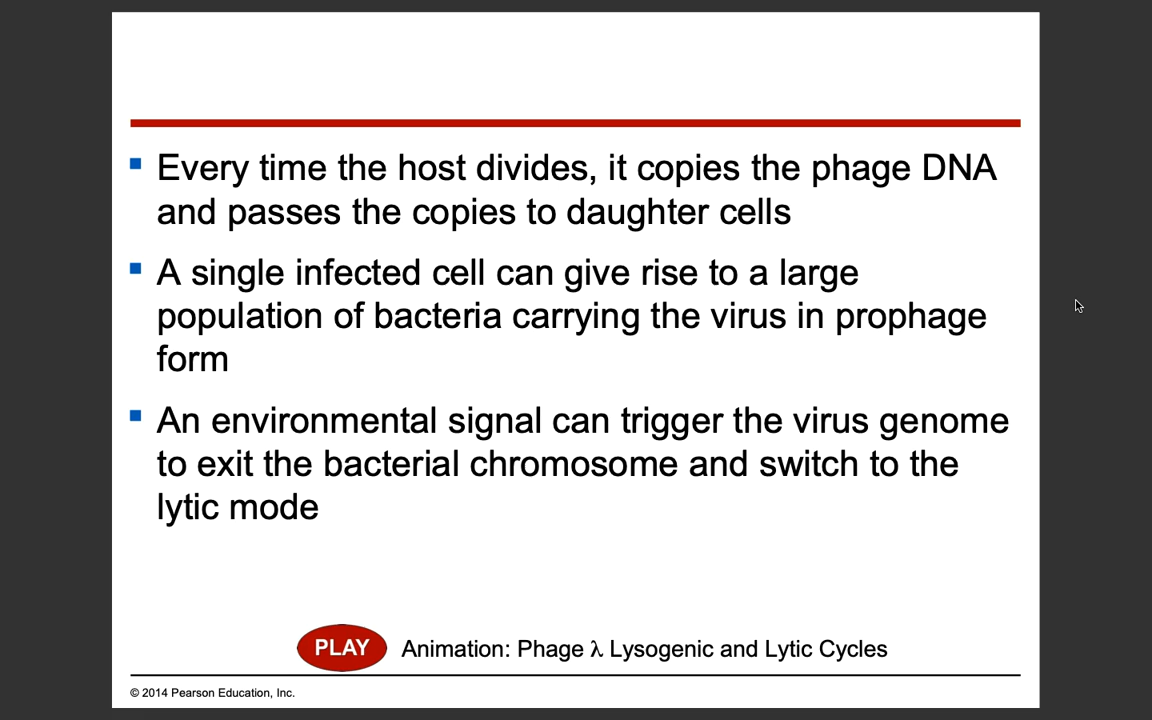 Every time the host divides, it copies the phage DNA
and passes the copies to daughter cells
A single infected cell can give rise to a large
population of bacteria carrying the virus in prophage
form
An environmental signal can trigger the virus genome
to exit the bacterial chromosome and switch to the
lytic mode
PLAY Animation: Phage λ Lysogenic and Lytic Cycles
© 2014 Pearson Education, Inc.